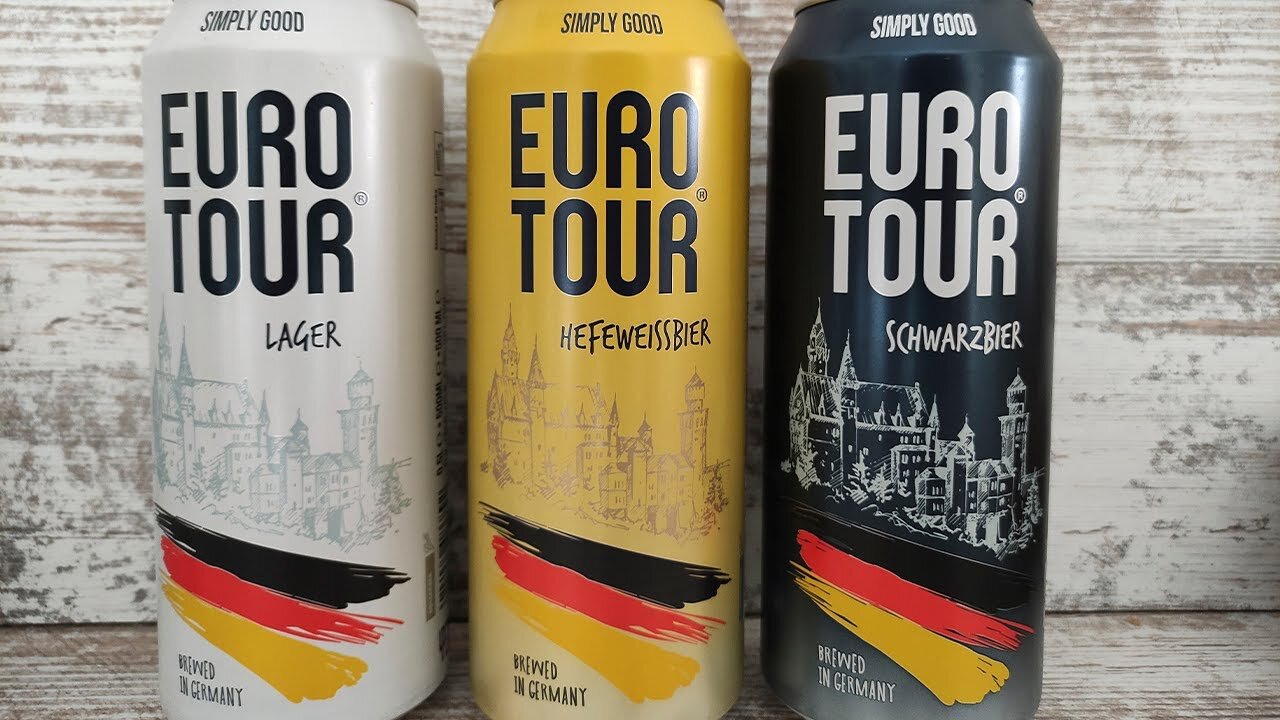 SIMPLY GOOD
EURO
TOUR®
LAGER
BREWED
IN GERMANY
SIMPLY GOOD
EURO
TOUR®
HEFEWEISSBIER
BREWED
IN GERMANY
SIMPLY GOOD
EURO
TOUR®
SCHWARZBIER
BREWED
IN GERMANY